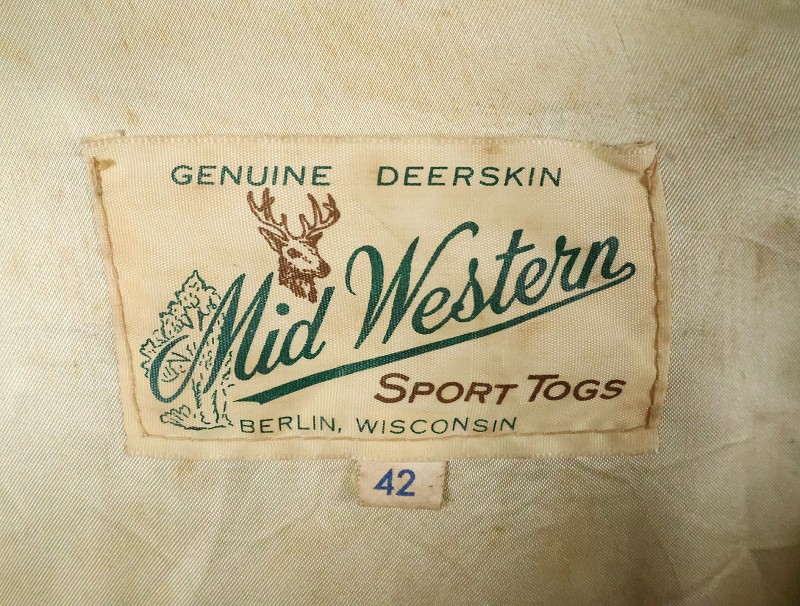 GENUINE DEERSKIN
Mid Western
SPORT TOGS
BERLIN, WISCONSIN
42